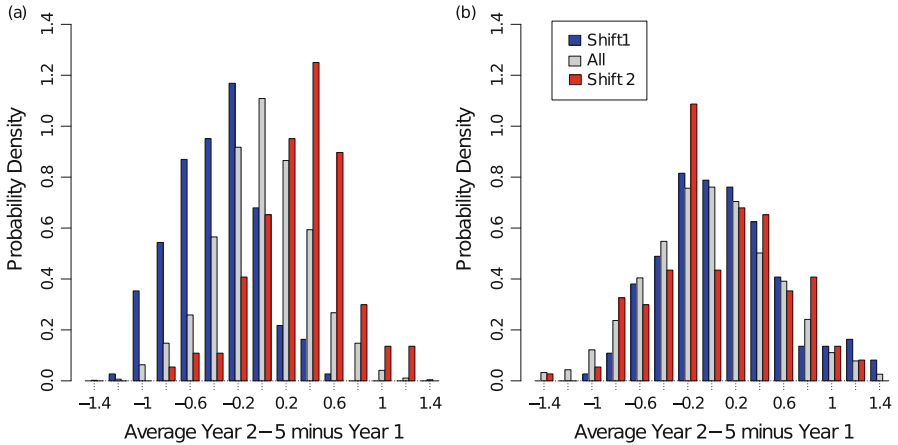 (a)
Probability Density
1.4
1.2
1.0
0.8
0.6
0.4
0.2
0.0
−1.4 −1 −0.6 −0.2 0.2 0.6 1 1.4
Average Year 2−5 minus Year 1
(b)
Shift1
All
Shift 2
Probability Density
1.4
1.2
1.0
0.8
0.6
0.4
0.2
0.0
−1.4 −1 −0.6 −0.2 0.2 0.6 1 1.4
Average Year 2−5 minus Year 1